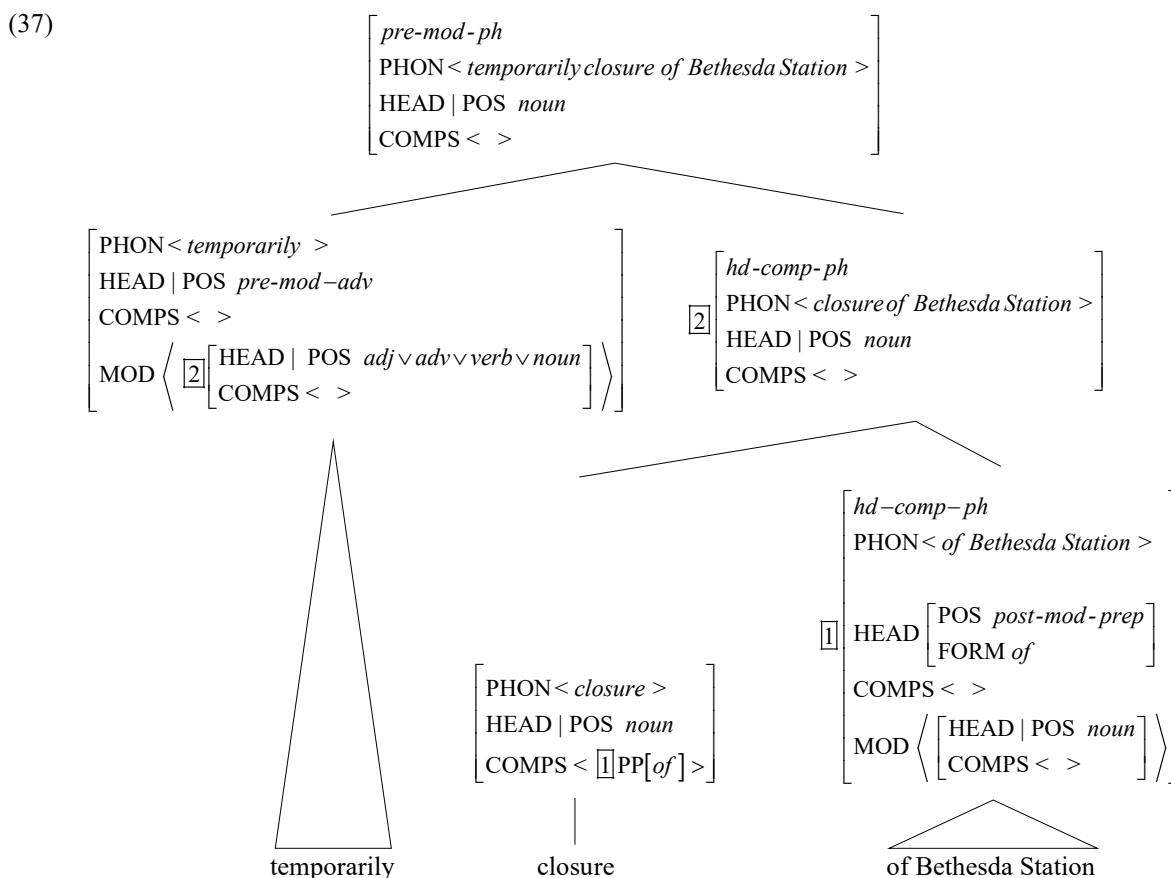 (37)
pre-mod-ph
PHON < temporarily closure of Bethesda Station >
HEAD | POS noun
COMPS < >
PHON < temporarily >
HEAD | POS pre-mod–adv
COMPS < >
MOD ⟨ [2] [HEAD | POS adj ∨ adv ∨ verb ∨ noun
COMPS < >] ⟩
[2]
hd-comp-ph
PHON < closure of Bethesda Station >
HEAD | POS noun
COMPS < >
PHON < closure >
HEAD | POS noun
COMPS < [1] PP[of] >
[1]
hd–comp–ph
PHON < of Bethesda Station >
HEAD [POS post-mod-prep
FORM of]
COMPS < >
MOD ⟨ [HEAD | POS noun
COMPS < >] ⟩
temporarily closure of Bethesda Station